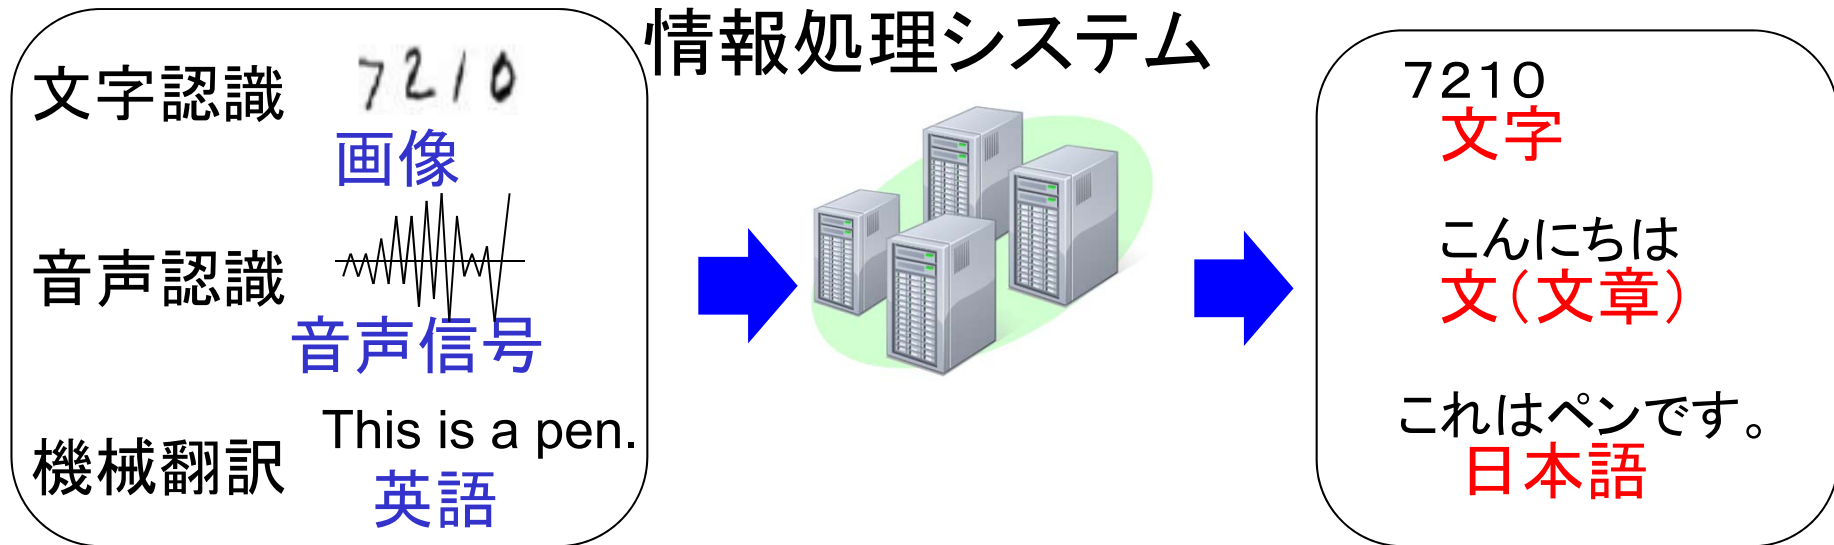 情報処理システム
文字認識
7210
画像
音声認識
音声信号
機械翻訳
This is a pen.
英語
７２１０
文字
こんにちは
文（文章）
これはペンです。
日本語